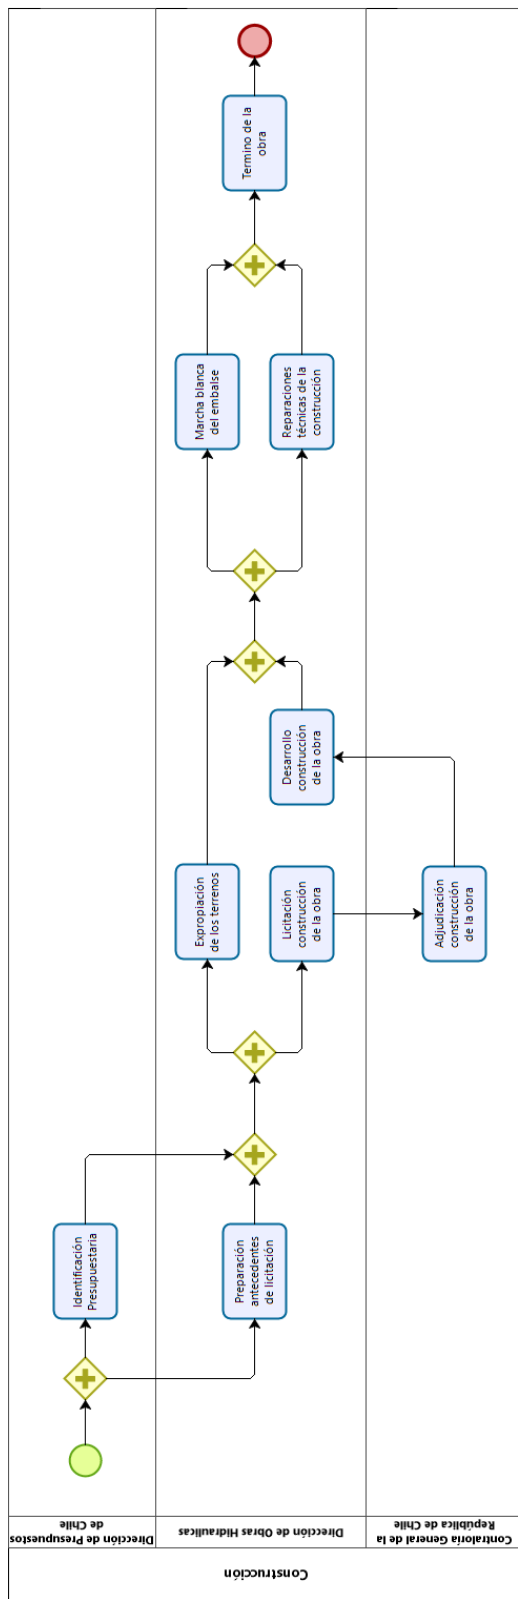 Construcción
Dirección de Presupuestos
de Chile
Dirección de Obras Hidraulicas
Contraloría General de la
República de Chile
Identificación
Presupuestaria
Preparación
antecedentes
de licitación
Expropiación
de los terrenos
Licitación
construcción
de la obra
Adjudicación
construcción
de la obra
Desarrollo
construcción
de la obra
Marcha blanca
del embalse
Reparaciones
técnicas de la
construcción
Termino de la
obra